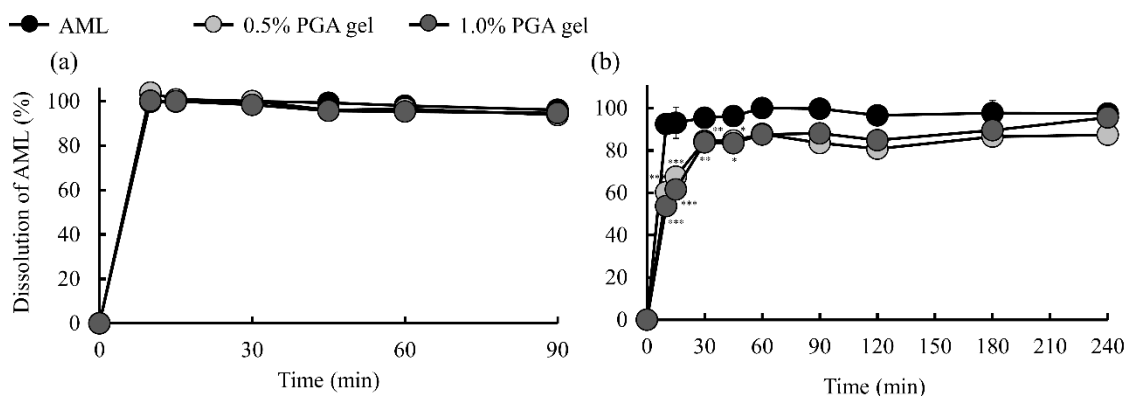 AML 0.5% PGA gel 1.0% PGA gel
(a)
Dissolution of AML (%)
100
80
60
40
20
0
0 30 60 90
Time (min)
(b)
100
80
60
40
20
0
*** *** *** *** ** ** * *
0 30 60 90 120 150 180 210 240
Time (min)